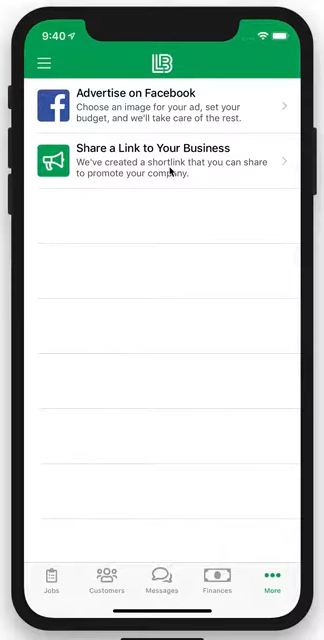 9:40
LB
Advertise on Facebook
Choose an image for your ad, set your
budget, and we'll take care of the rest.
Share a Link to Your Business
We've created a shortlink that you can share
to promote your company.
Jobs
Customers
Messages
Finances
More